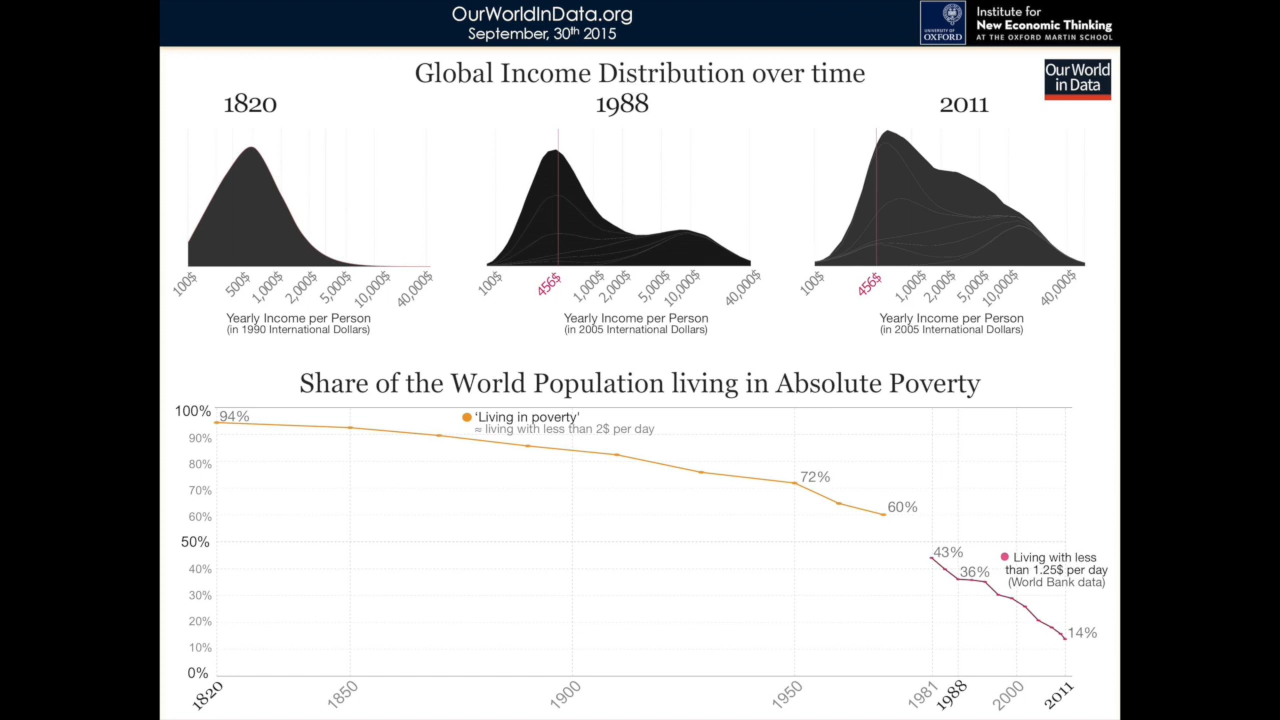 OurWorldInData.org
September, 30th 2015
UNIVERSITY OF
OXFORD
Institute for
New Economic Thinking
AT THE OXFORD MARTIN SCHOOL
Global Income Distribution over time
Our World
in Data
1820
1988
2011
100$ 500$ 1,000$ 2,000$ 5,000$ 10,000$ 40,000$
100$ 456$ 1,000$ 2,000$ 5,000$ 10,000$ 40,000$
100$ 456$ 1,000$ 2,000$ 5,000$ 10,000$ 40,000$
Yearly Income per Person
(in 1990 International Dollars)
Yearly Income per Person
(in 2005 International Dollars)
Yearly Income per Person
(in 2005 International Dollars)
Share of the World Population living in Absolute Poverty
100%
90%
80%
70%
60%
50%
40%
30%
20%
10%
0%
94%
'Living in poverty'
≈ living with less than 2$ per day
72%
60%
43%
36%
Living with less
than 1.25$ per day
(World Bank data)
14%
1820 1850 1900 1950 1981 1988 2000 2011